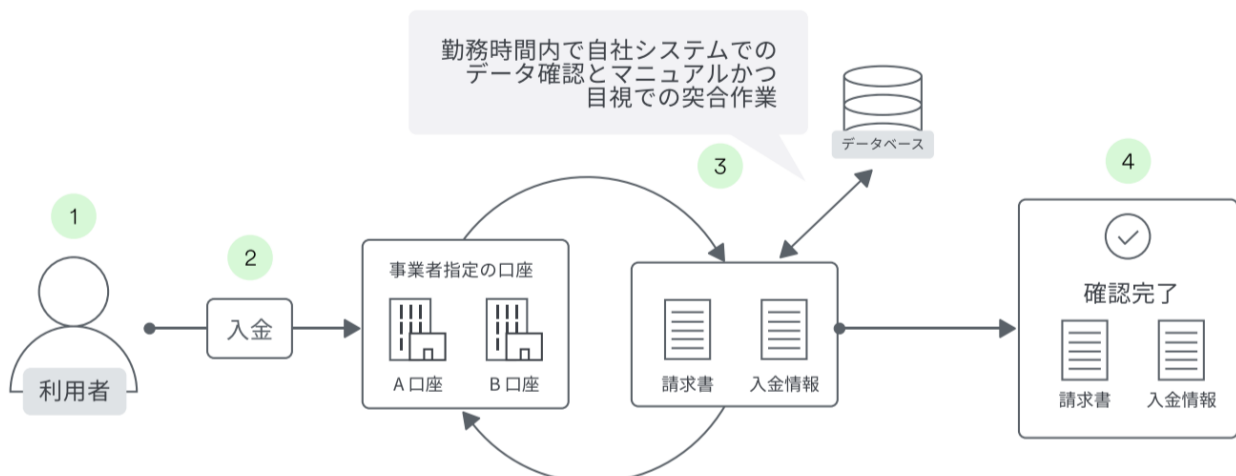 勤務時間内で自社システムでの
データ確認とマニュアルかつ
目視での突合作業
データベース
1
2
3
4
利用者
入金
事業者指定の口座
A 口座
B 口座
請求書
入金情報
確認完了
請求書
入金情報